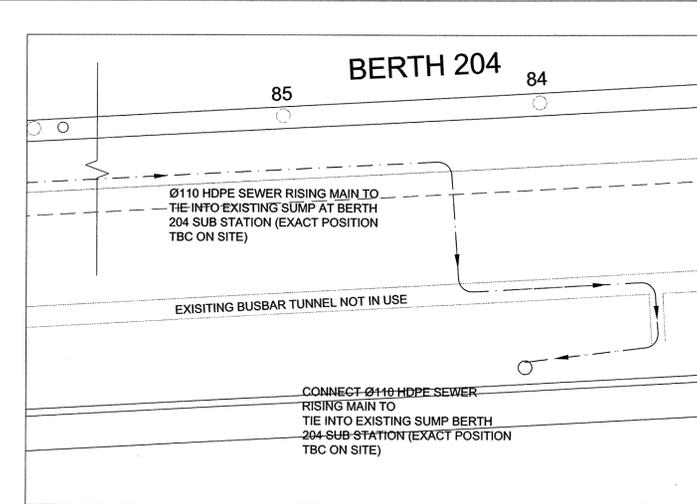 BERTH 204
85
84
Ø110 HDPE SEWER RISING MAIN TO
TIE INTO EXISTING SUMP AT BERTH
204 SUB STATION (EXACT POSITION
TBC ON SITE)
EXISITING BUSBAR TUNNEL NOT IN USE
CONNECT Ø110 HDPE SEWER
RISING MAIN TO
TIE INTO EXISTING SUMP BERTH
204 SUB STATION (EXACT POSITION
TBC ON SITE)